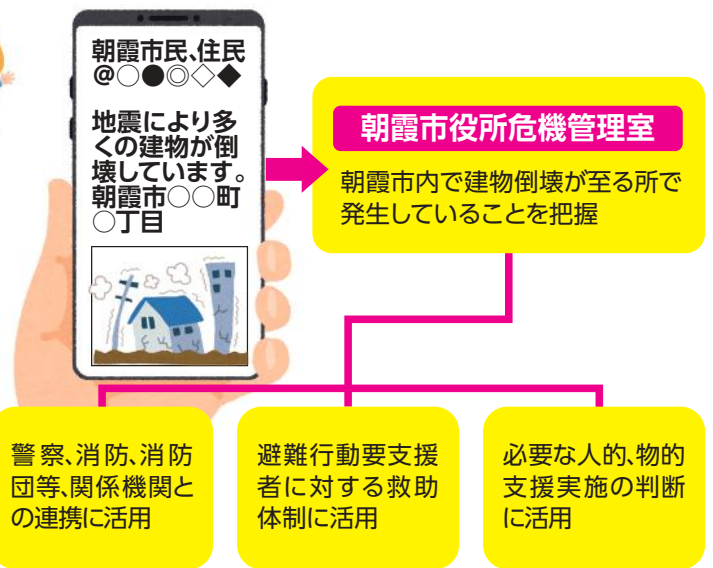 朝霞市民、住民
@○●◎◇◆
地震により多
くの建物が倒
壊しています。
朝霞市○○町
○丁目
朝霞市役所危機管理室
朝霞市内で建物倒壊が至る所で
発生していることを把握
警察、消防、消防
団等、関係機関と
の連携に活用
避難行動要支援
者に対する救助
体制に活用
必要な人的、物的
支援実施の判断
に活用